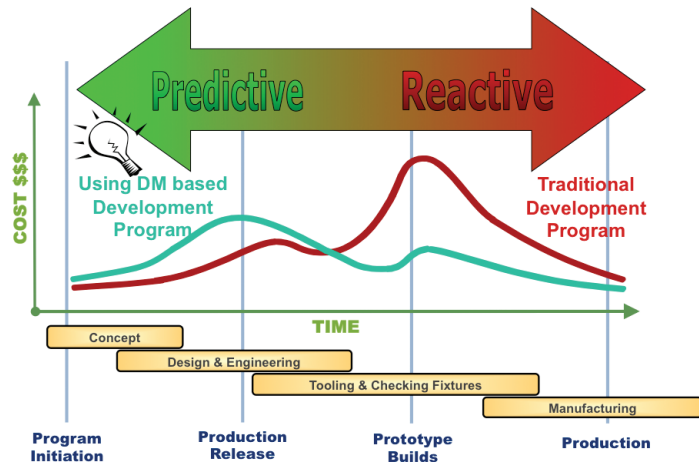 Predictive
Reactive
Using DM based
Development
Program
Traditional
Development
Program
COST $$$
TIME
Concept
Design & Engineering
Tooling & Checking Fixtures
Manufacturing
Program
Initiation
Production
Release
Prototype
Builds
Production